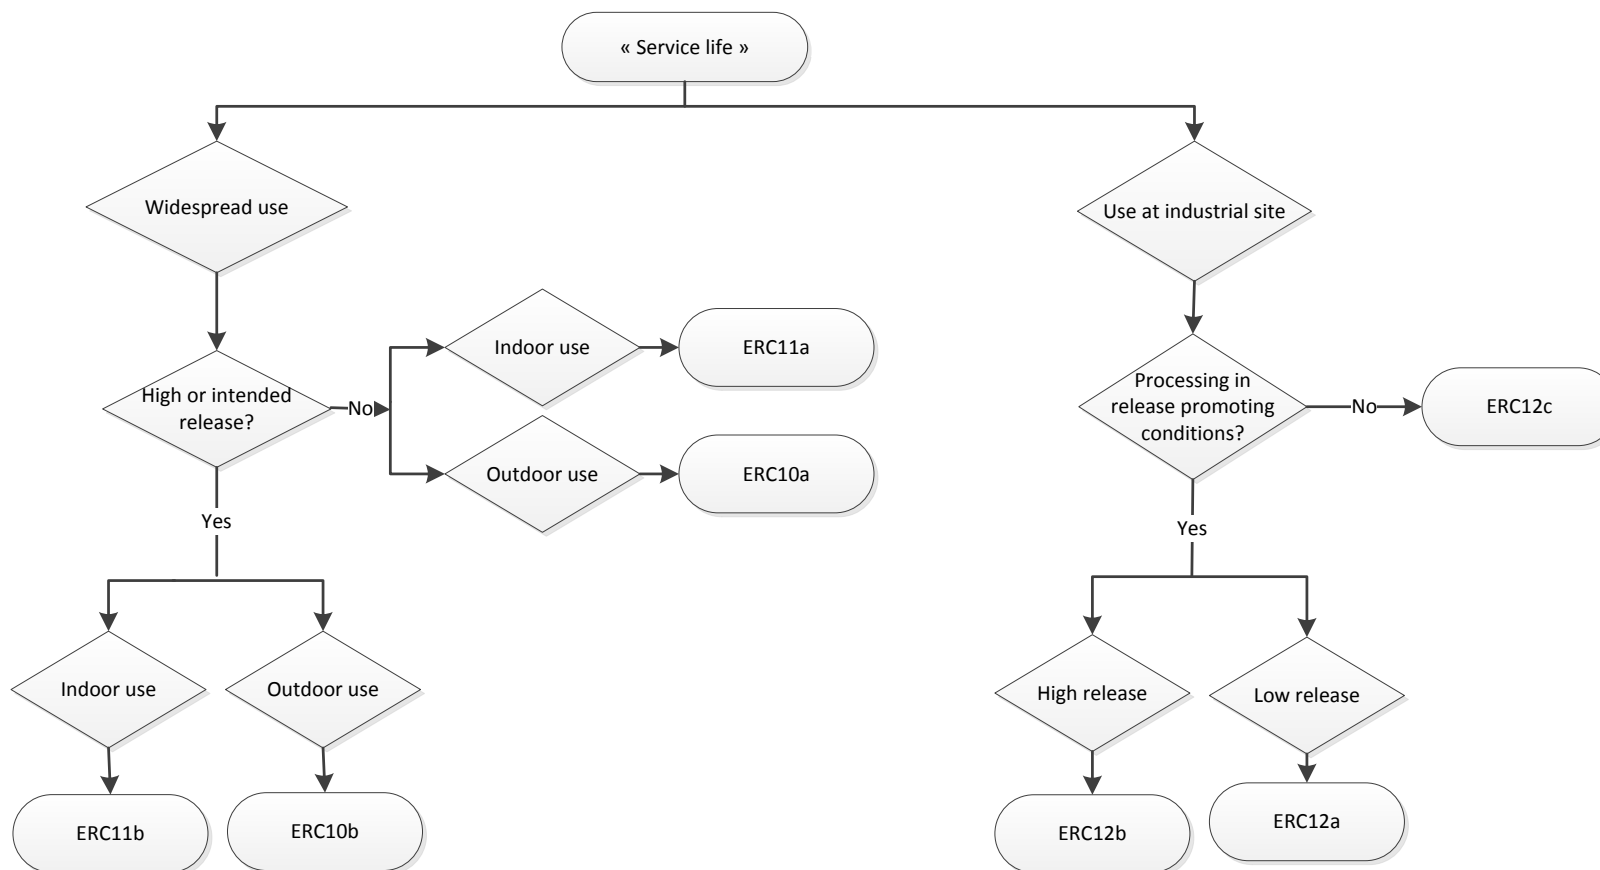 « Service life »
Widespread use
Use at industrial site
Indoor use
ERC11a
High or intended
release?
No
Processing in
release promoting
conditions?
No
ERC12c
Outdoor use
ERC10a
Yes
Yes
Indoor use
Outdoor use
High release
Low release
ERC11b
ERC10b
ERC12b
ERC12a